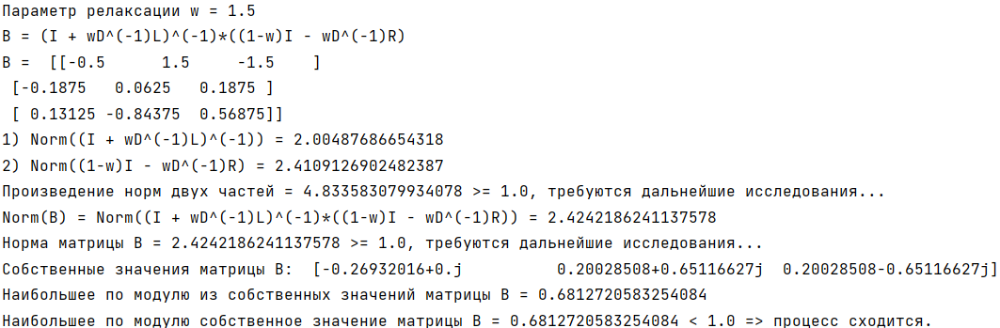 Параметр релаксации w = 1.5
B = (I + wD^(-1)L)^(-1)*((1-w)I - wD^(-1)R)
B =  [[-0.5      1.5     -1.5    ]
 [-0.1875   0.0625   0.1875 ]
 [ 0.13125 -0.84375  0.56875]]
1) Norm((I + wD^(-1)L)^(-1)) = 2.00487686654318
2) Norm((1-w)I - wD^(-1)R) = 2.4109126902482387
Произведение норм двух частей = 4.833583079934078 >= 1.0, требуются дальнейшие исследования...
Norm(B) = Norm((I + wD^(-1)L)^(-1)*((1-w)I - wD^(-1)R)) = 2.4242186241137578
Норма матрицы B = 2.4242186241137578 >= 1.0, требуются дальнейшие исследования...
Собственные значения матрицы B:  [-0.26932016+0.j          0.20028508+0.65116627j  0.20028508-0.65116627j]
Наибольшее по модулю из собственных значений матрицы B = 0.6812720583254084
Наибольшее по модулю собственное значение матрицы B = 0.6812720583254084 < 1.0 => процесс сходится.